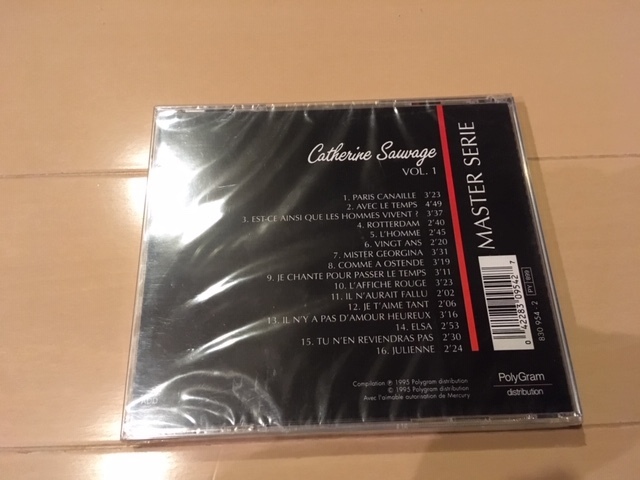 Catherine Sauvage
VOL. 1
1. PARIS CANAILLE 3'23
2. AVEC LE TEMPS 4'49
3. EST-CE AINSI QUE LES HOMMES VIVENT ? 3'37
4. ROTTERDAM 2'40
5. L'HOMME 2'45
6. VINGT ANS 2'20
7. MISTER GEORGINA 3'31
8. COMME A OSTENDE 3'19
9. JE CHANTE POUR PASSER LE TEMPS 3'11
10. L'AFFICHE ROUGE 3'23
11. IL N'AURAIT FALLU 2'02
12. JE T'AIME TANT 2'06
13. IL N'Y A PAS D'AMOUR HEUREUX 3'16
14. ELSA 2'53
15. TU N'EN REVIENDRAS PAS 2'30
16. JULIENNE 2'24
Compilation ℗ 1995 Polygram distribution
© 1995 Polygram distribution
Avec l'aimable autorisation de Mercury
MASTER SERIE
0 42283 09542 7
PY 899
830 954 - 2
PolyGram
distribution